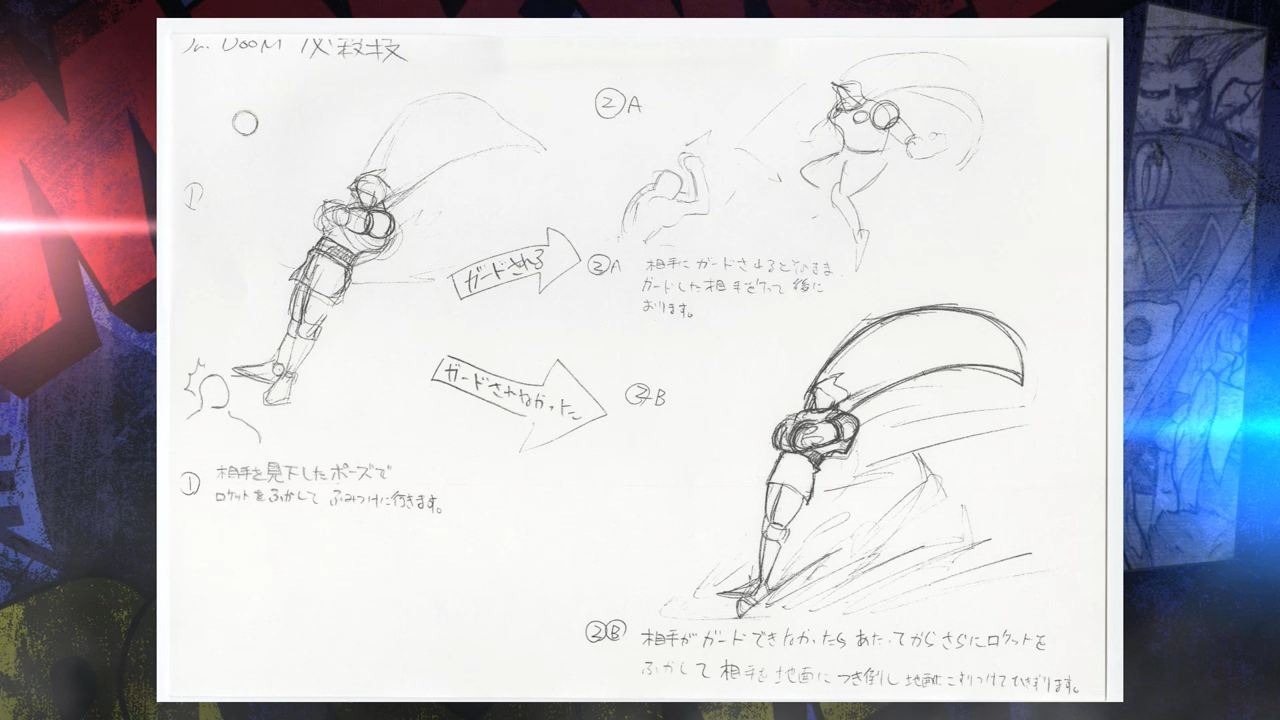 Dr. DOOM 必殺技
①
ガードされる
ガードされなかった
① 相手を見下したポーズで
ロケットをふかして ふみつけに行きます。
②A
②A 相手にガードされると
ガードした相手をけって 後に
おります。
②B
②B 相手がガードできなかったら あたってからさらにロケットを
ふかして 相手を 地面に つき倒し 地面にこすりつけて ひきずります。